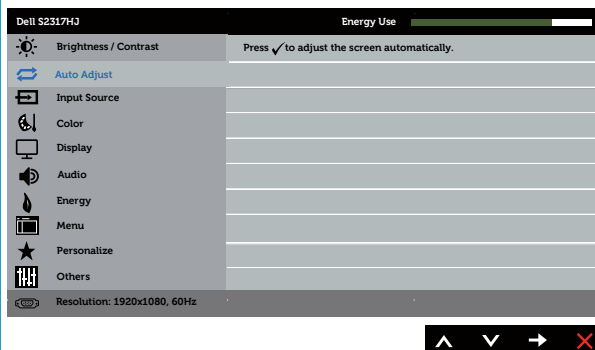 Dell S2317HJ
Energy Use
Brightness / Contrast
Press ✓ to adjust the screen automatically.
Auto Adjust
Input Source
Color
Display
Audio
Energy
Menu
Personalize
Others
Resolution: 1920x1080, 60Hz